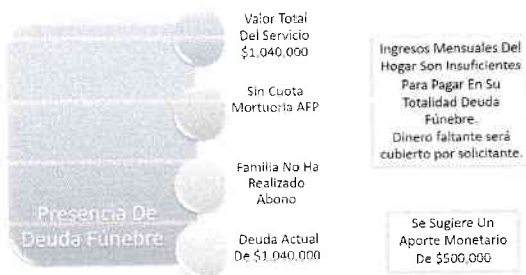 Valor Total
Del Servicio
$1,040,000
Sin Cuota
Mortuoria AFP
Familia No Ha
Realizado
Abono
Deuda Actual
De $1.040.000
Presencia De
Deuda Fúnebre
Ingresos Mensuales Del
Hogar Son Insuficientes
Para Pagar En Su
Totalidad Deuda
Fúnebre.
Dinero faltante será
cubierto por solicitante.
Se Sugiere Un
Aporte Monetario
De $500,000